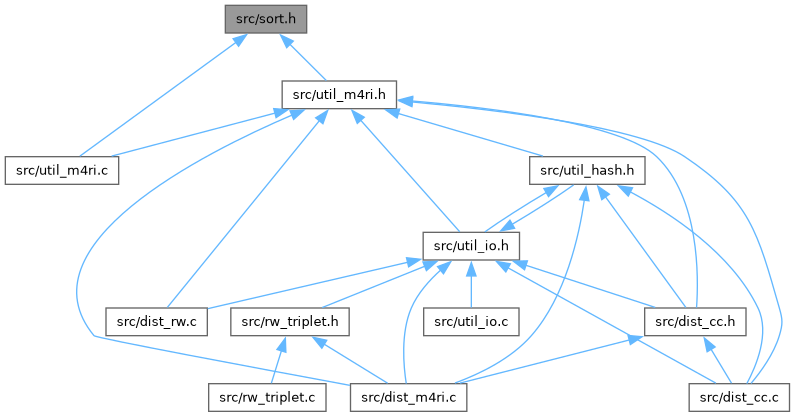 src/sort.h
src/util_m4ri.h
src/util_m4ri.c
src/util_hash.h
src/util_io.h
src/dist_rw.c
src/rw_triplet.h
src/util_io.c
src/dist_cc.h
src/rw_triplet.c
src/dist_m4ri.c
src/dist_cc.c